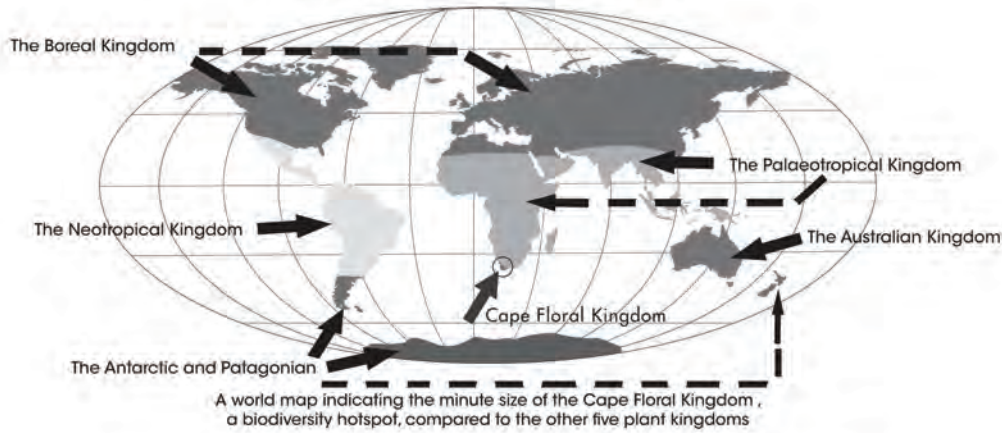 The Boreal Kingdom
The Palaeotropical Kingdom
The Neotropical Kingdom
The Australian Kingdom
Cape Floral Kingdom
The Antarctic and Patagonian
A world map indicating the minute size of the Cape Floral Kingdom,
a biodiversity hotspot, compared to the other five plant kingdoms